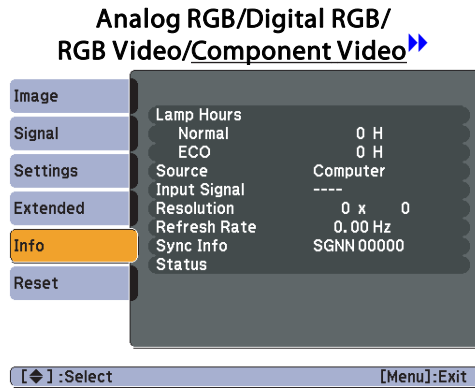 Analog RGB/Digital RGB/
RGB Video/Component Video
Image
Signal
Settings
Extended
Info
Reset
Lamp Hours
Normal 0 H
ECO 0 H
Source Computer
Input Signal ----
Resolution 0 x 0
Refresh Rate 0.00 Hz
Sync Info SGNN 00000
Status
[◆] :Select [Menu]:Exit